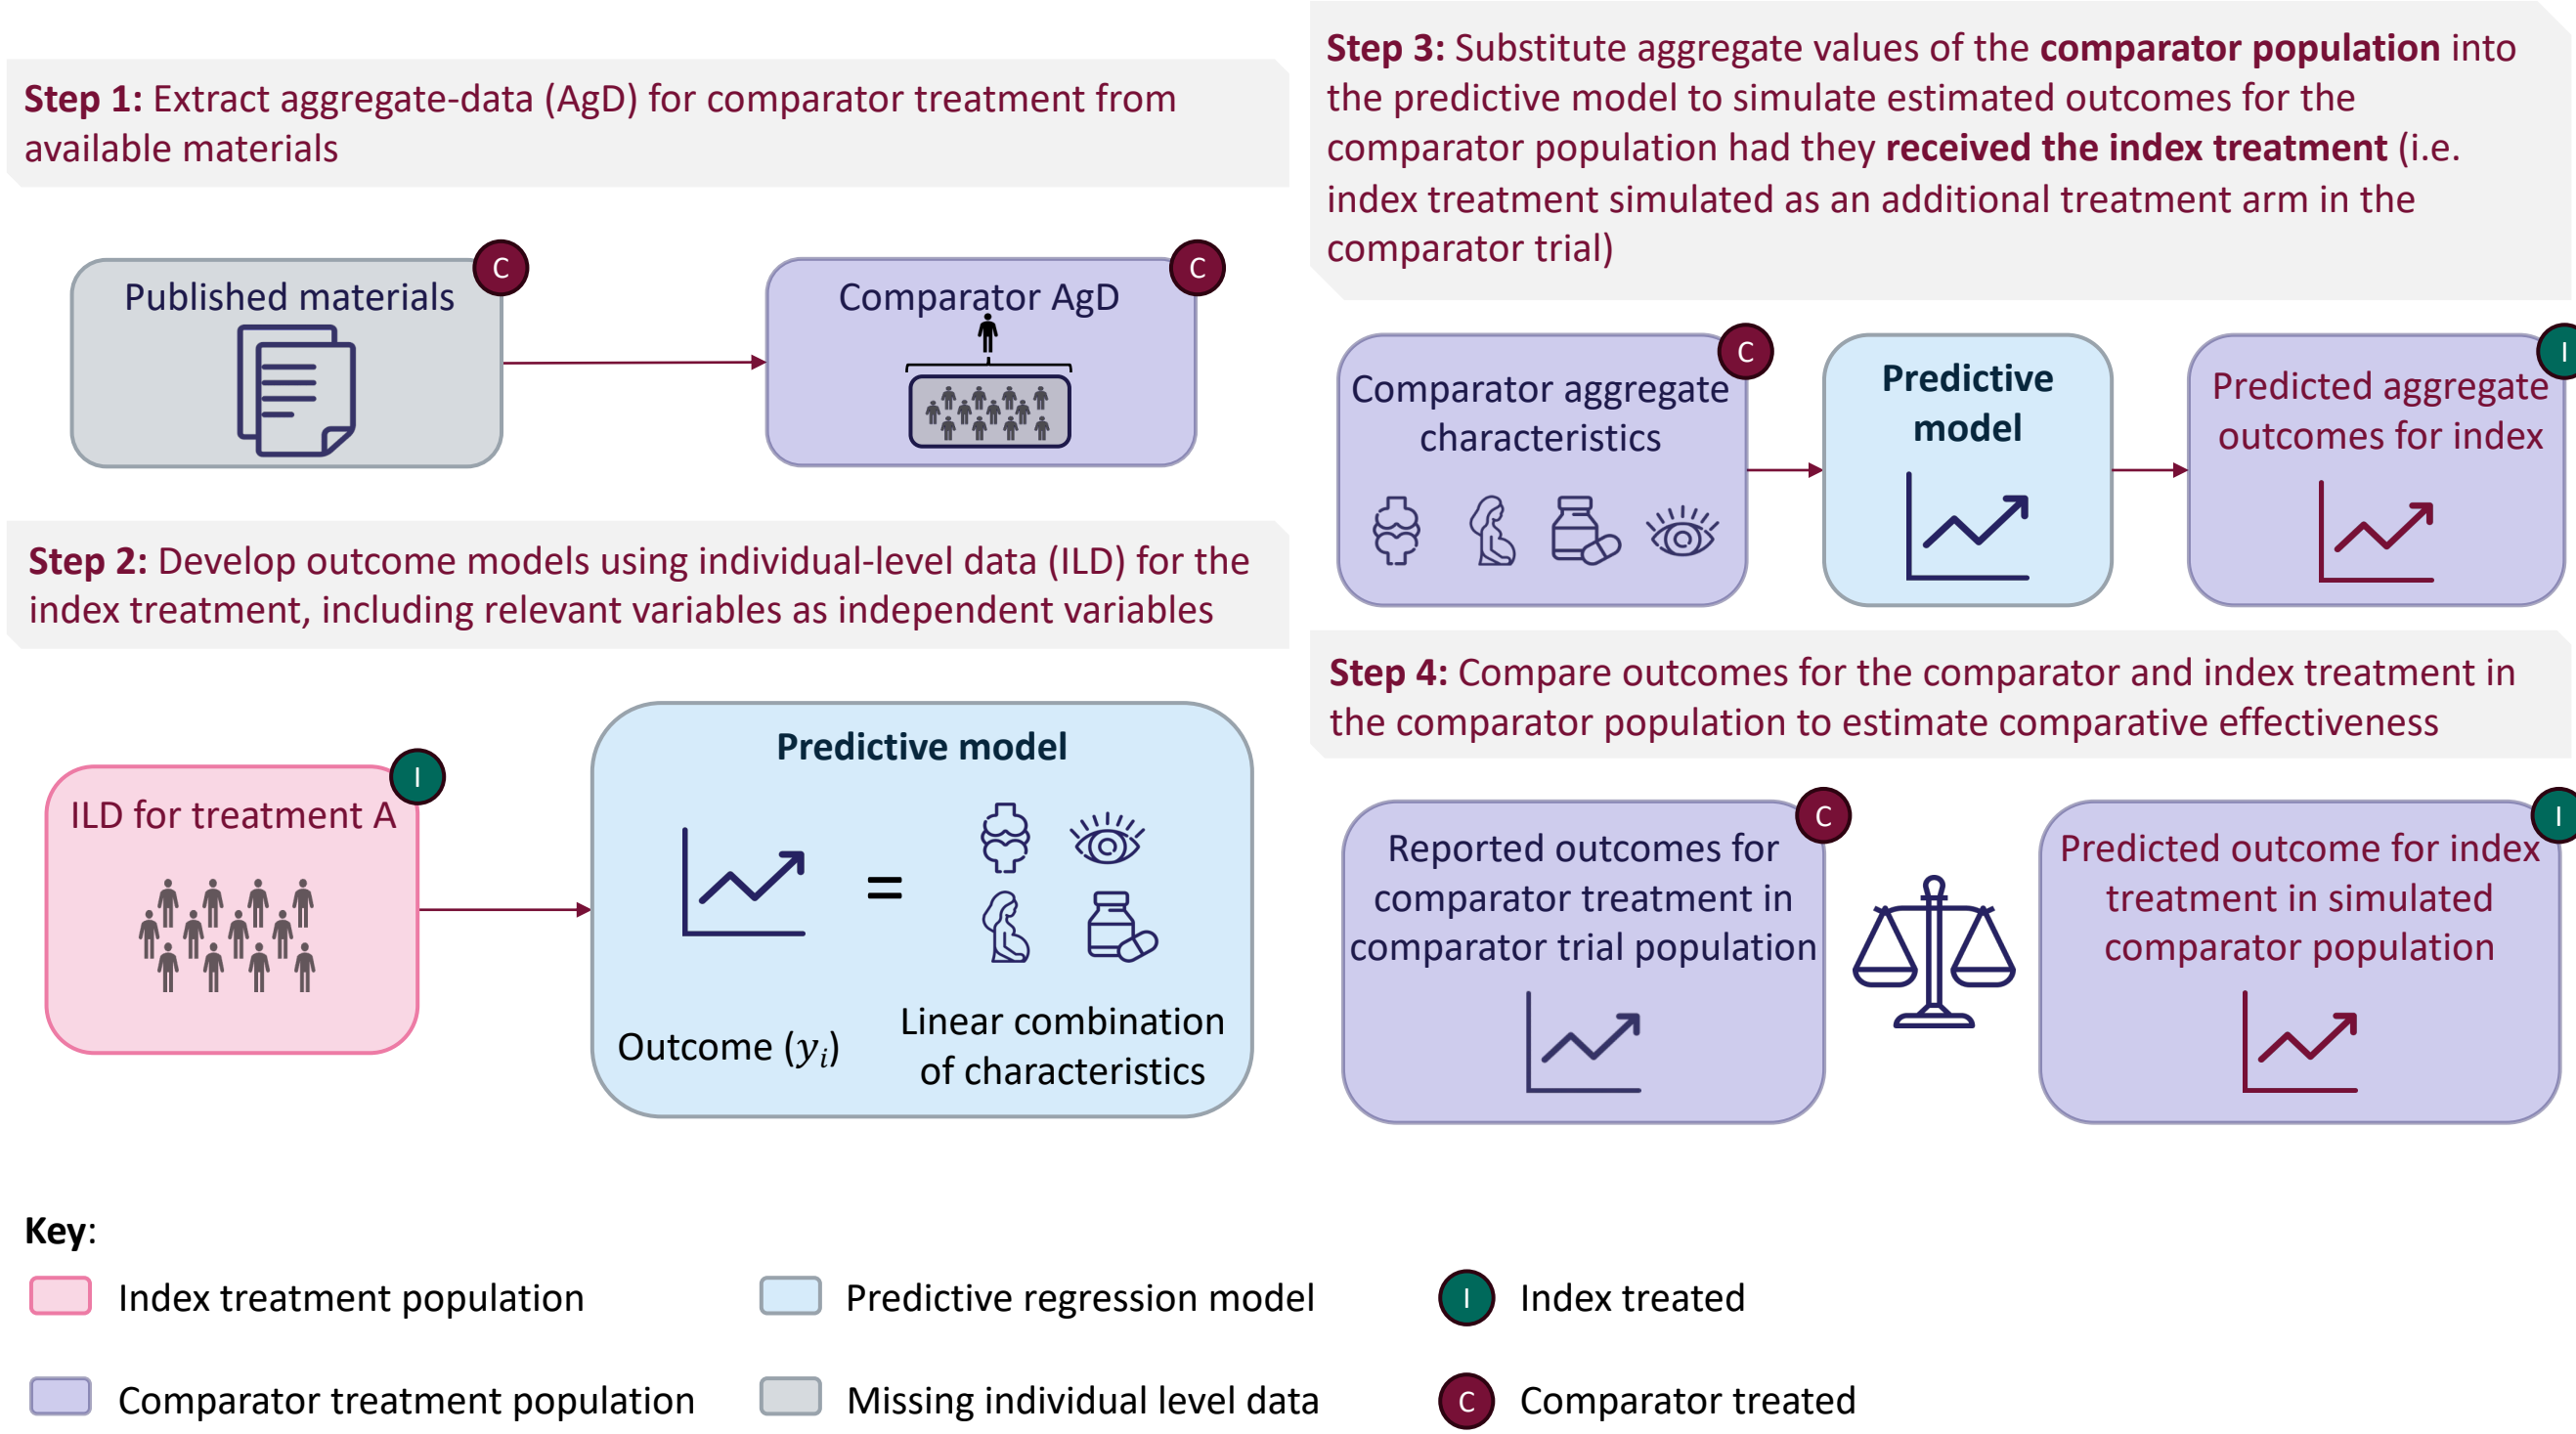 Step 1: Extract aggregate-data (AgD) for comparator treatment from
available materials
Published materials
C
Comparator AgD
C
Step 2: Develop outcome models using individual-level data (ILD) for the
index treatment, including relevant variables as independent variables
ILD for treatment A
I
Predictive model
=
Outcome (yᵢ)
Linear combination
of characteristics
Step 3: Substitute aggregate values of the comparator population into
the predictive model to simulate estimated outcomes for the
comparator population had they received the index treatment (i.e.
index treatment simulated as an additional treatment arm in the
comparator trial)
Comparator aggregate
characteristics
C
Predictive
model
Predicted aggregate
outcomes for index
I
Step 4: Compare outcomes for the comparator and index treatment in
the comparator population to estimate comparative effectiveness
Reported outcomes for
comparator treatment in
comparator trial population
C
Predicted outcome for index
treatment in simulated
comparator population
I
Key:
Index treatment population
Predictive regression model
I Index treated
Comparator treatment population
Missing individual level data
C Comparator treated